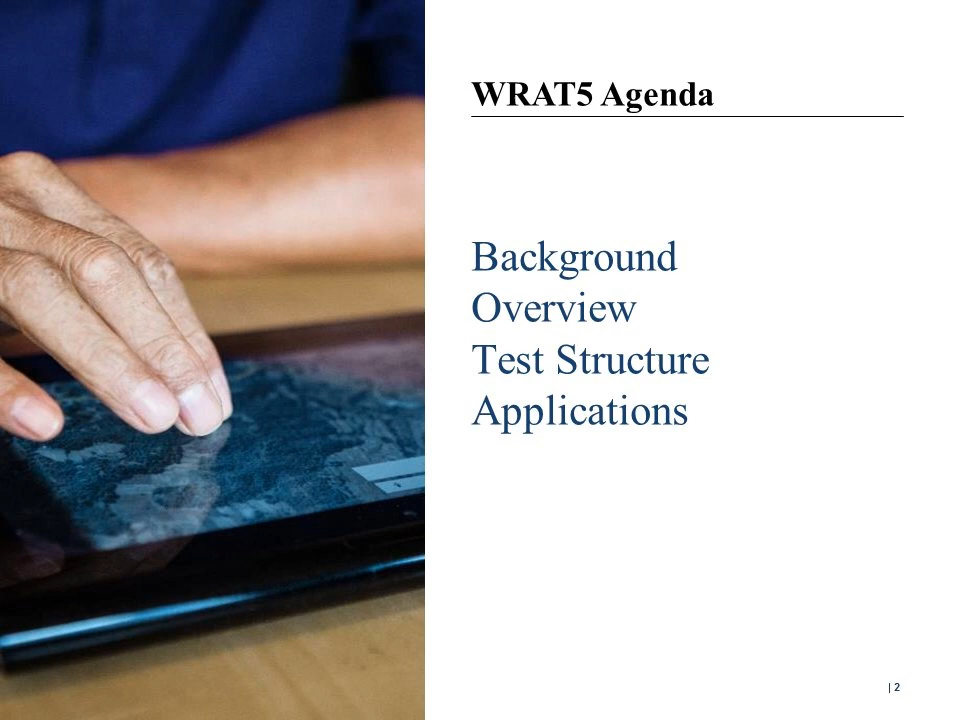 WRAT5 Agenda
Background
Overview
Test Structure
Applications
| 2